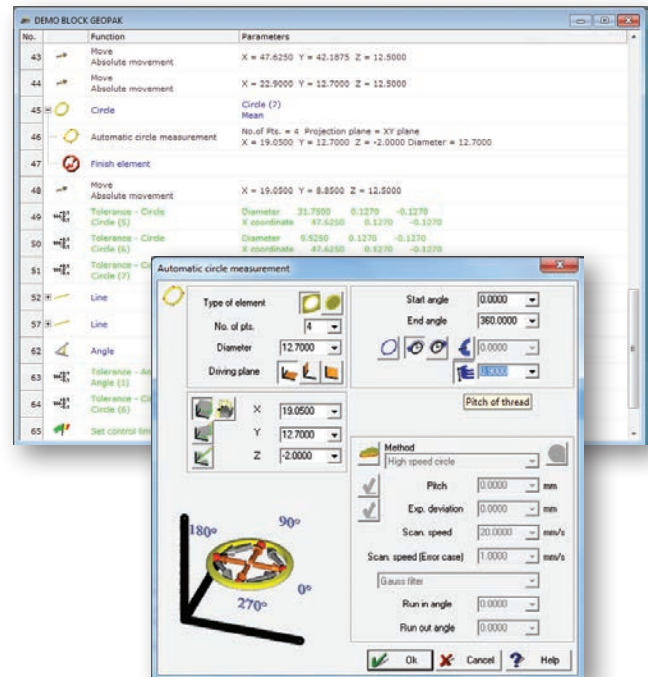 DEMO BLOCK GEOPAK
No. Function Parameters
43 Move
Absolute movement X = 47.6250 Y = 42.1875 Z = 12.5000
44 Move
Absolute movement X = 22.9000 Y = 12.7000 Z = 12.5000
45 Circle Circle (7)
Mean
46 Automatic circle measurement No.of Pts. = 4 Projection plane = XY plane
X = 19.0500 Y = 12.7000 Z = -2.0000 Diameter = 12.7000
47 Finish element
48 Move
Absolute movement X = 19.0500 Y = 8.8500 Z = 12.5000
49 Tolerance - Circle Diameter 31.7500 0.1270 -0.1270
Circle (5) X coordinate 47.6250 0.1270 -0.1270
50 Tolerance - Circle Diameter 9.5250 0.1270 -0.1270
Circle (6) X coordinate 47.6250 0.1270 -0.1270
51 Tolerance - Ci
Circle (7)
52 Line
57 Line
62 Angle
63 Tolerance - An
Angle (1)
64 Tolerance - Ci
Circle (6)
65 Set control lim
Automatic circle measurement
Type of element
No. of pts. 4
Diameter 12.7000
Driving plane
Start angle 0.0000
End angle 360.0000
0.0000
0.9000
Pitch of thread
X 19.0500
Y 12.7000
Z -2.0000
180° 90°
0°
270°
Method
High speed circle
Pitch 0.0000 mm
Exp. deviation 0.0000 mm
Scan. speed 20.0000 mm/s
Scan. speed (Error case) 1.0000 mm/s
Gauss filter
Run in angle 0.0000
Run out angle 0.0000
Ok Cancel Help